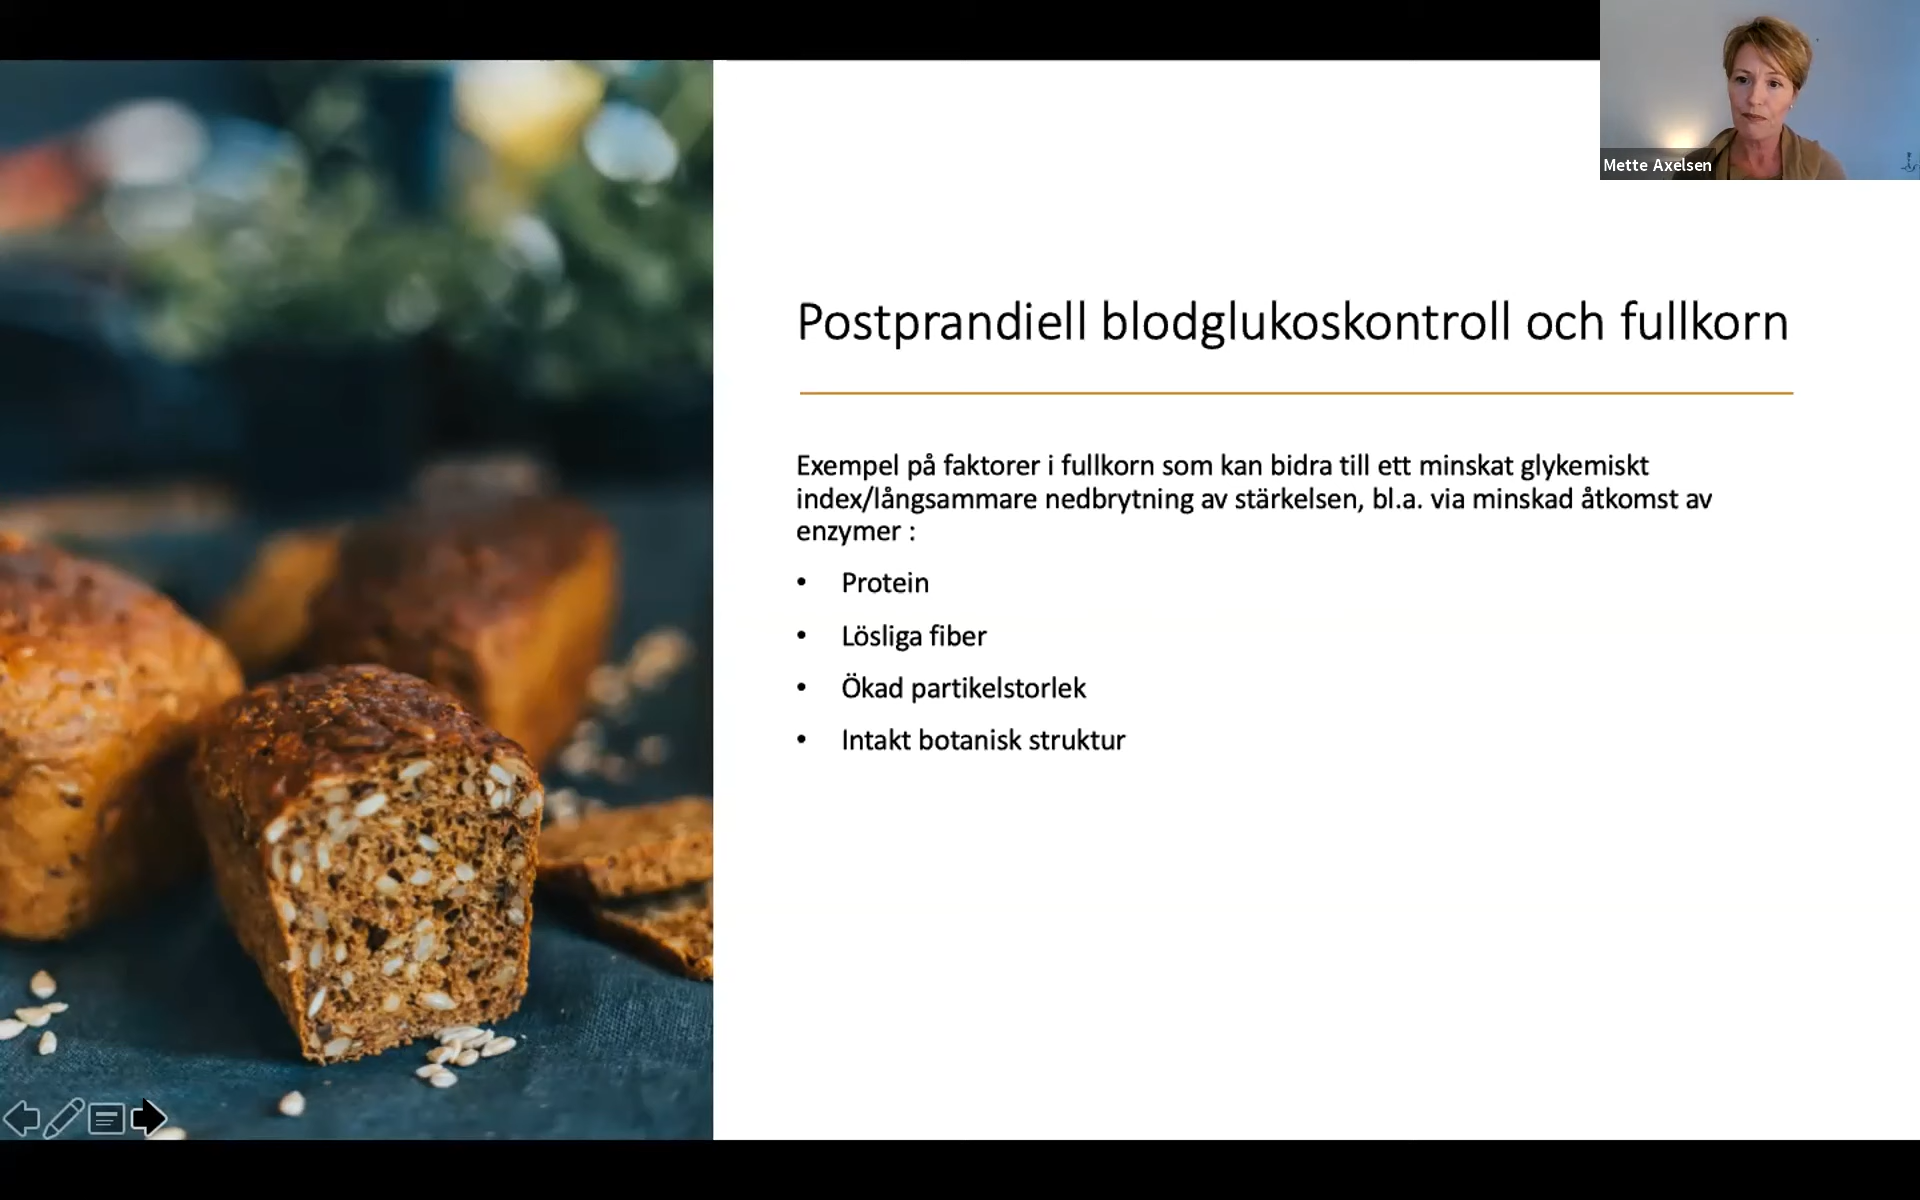 Mette Axelsen
Postprandiell blodglukoskontroll och fullkorn
Exempel på faktorer i fullkorn som kan bidra till ett minskat glykemiskt
index/långsammare nedbrytning av stärkelsen, bl.a. via minskad åtkomst av
enzymer :
• Protein
• Lösliga fiber
• Ökad partikelstorlek
• Intakt botanisk struktur